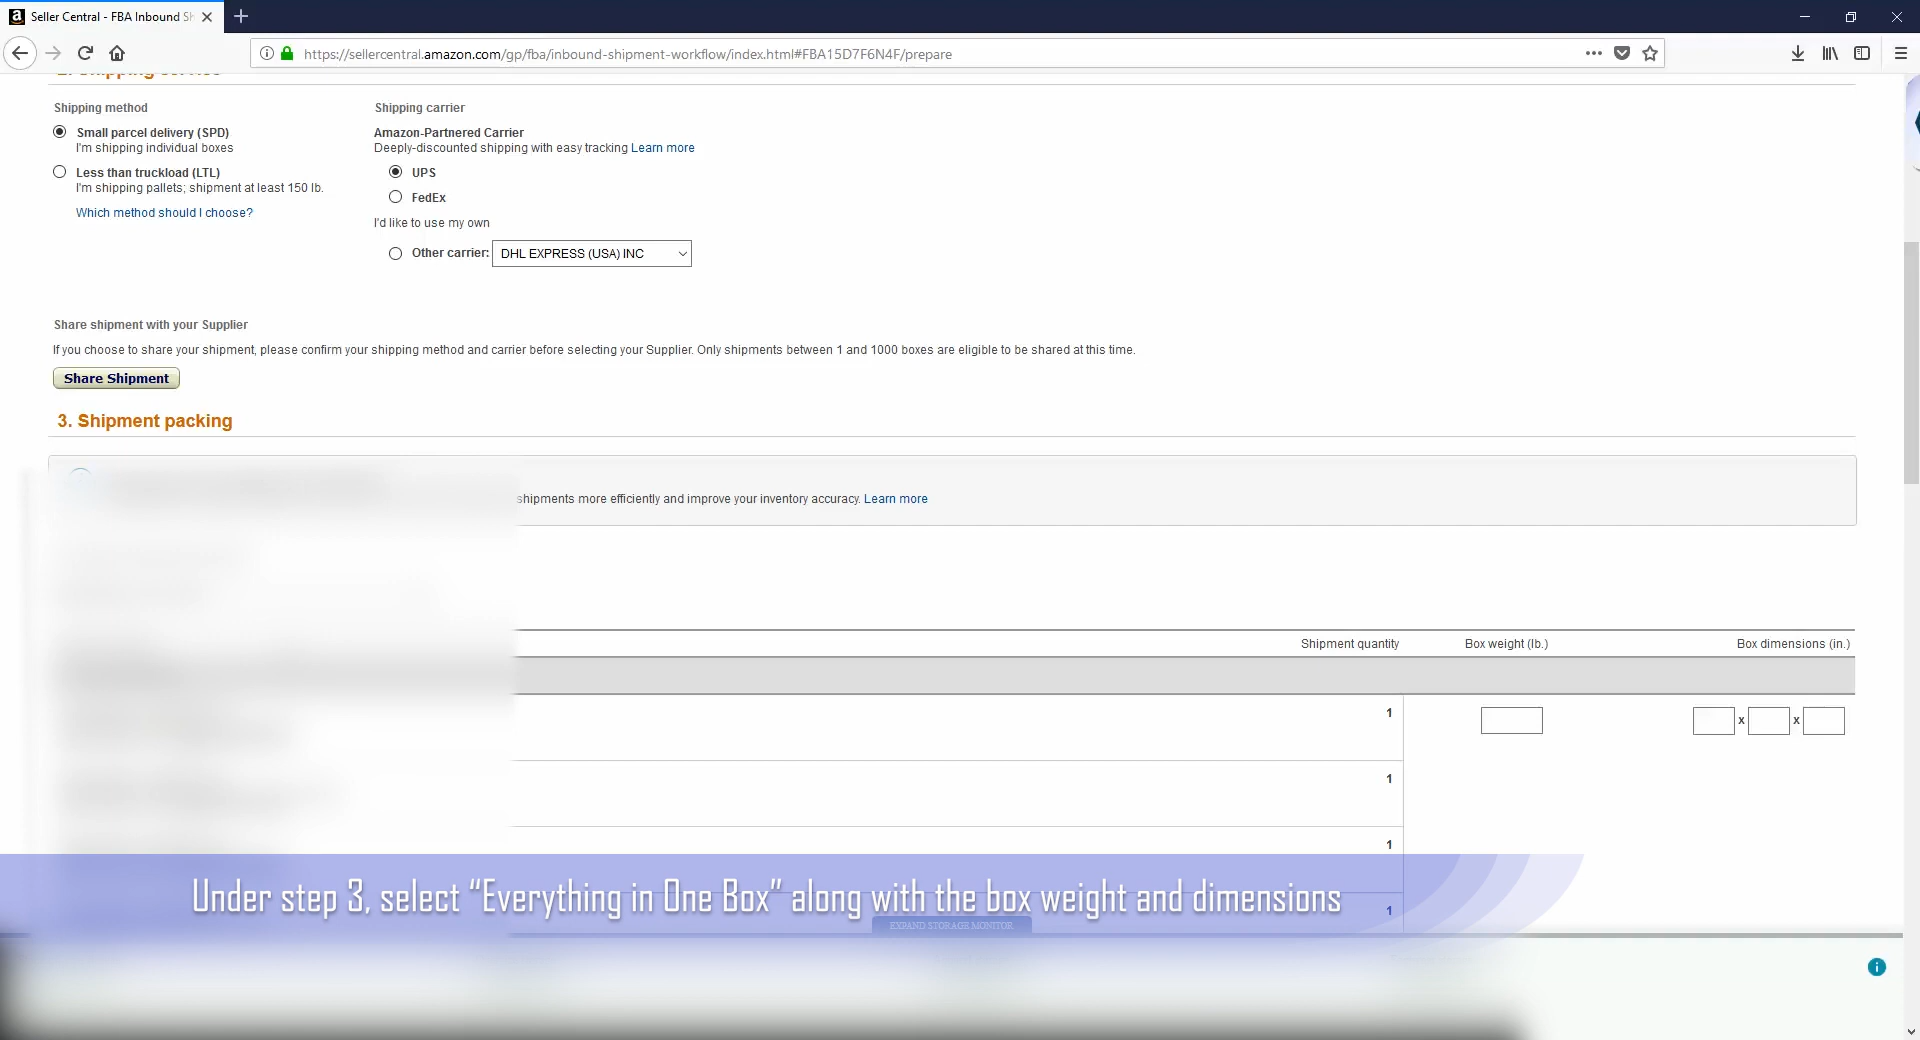 Seller Central - FBA Inbound Sh
https://sellercentral.amazon.com/gp/fba/inbound-shipment-workflow/index.html#FBA15D7F6N4F/prepare
2. Shipping service
Shipping method
Small parcel delivery (SPD)
I'm shipping individual boxes
Less than truckload (LTL)
I'm shipping pallets; shipment at least 150 lb.
Which method should I choose?
Shipping carrier
Amazon-Partnered Carrier
Deeply-discounted shipping with easy tracking Learn more
UPS
FedEx
I'd like to use my own
Other carrier: DHL EXPRESS (USA) INC
Share shipment with your Supplier
If you choose to share your shipment, please confirm your shipping method and carrier before selecting your Supplier. Only shipments between 1 and 1000 boxes are eligible to be shared at this time.
Share Shipment
3. Shipment packing
shipments more efficiently and improve your inventory accuracy. Learn more
Shipment quantity Box weight (lb.) Box dimensions (in.)
1 x x
1
1
Under step 3, select “Everything in One Box” along with the box weight and dimensions
1
EXPAND STORAGE MONITOR